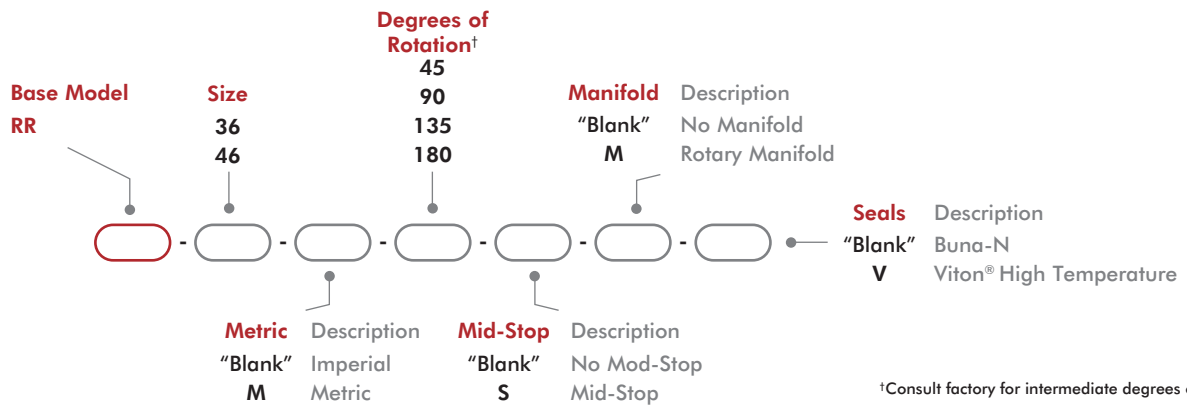 Degrees of
Rotation†
45
90
135
180
Base Model
RR
Size
36
46
Manifold Description
"Blank" No Manifold
M Rotary Manifold
- - - - - -
Seals Description
"Blank" Buna-N
V Viton® High Temperature
Metric Description
"Blank" Imperial
M Metric
Mid-Stop Description
"Blank" No Mod-Stop
S Mid-Stop
†Consult factory for intermediate degrees